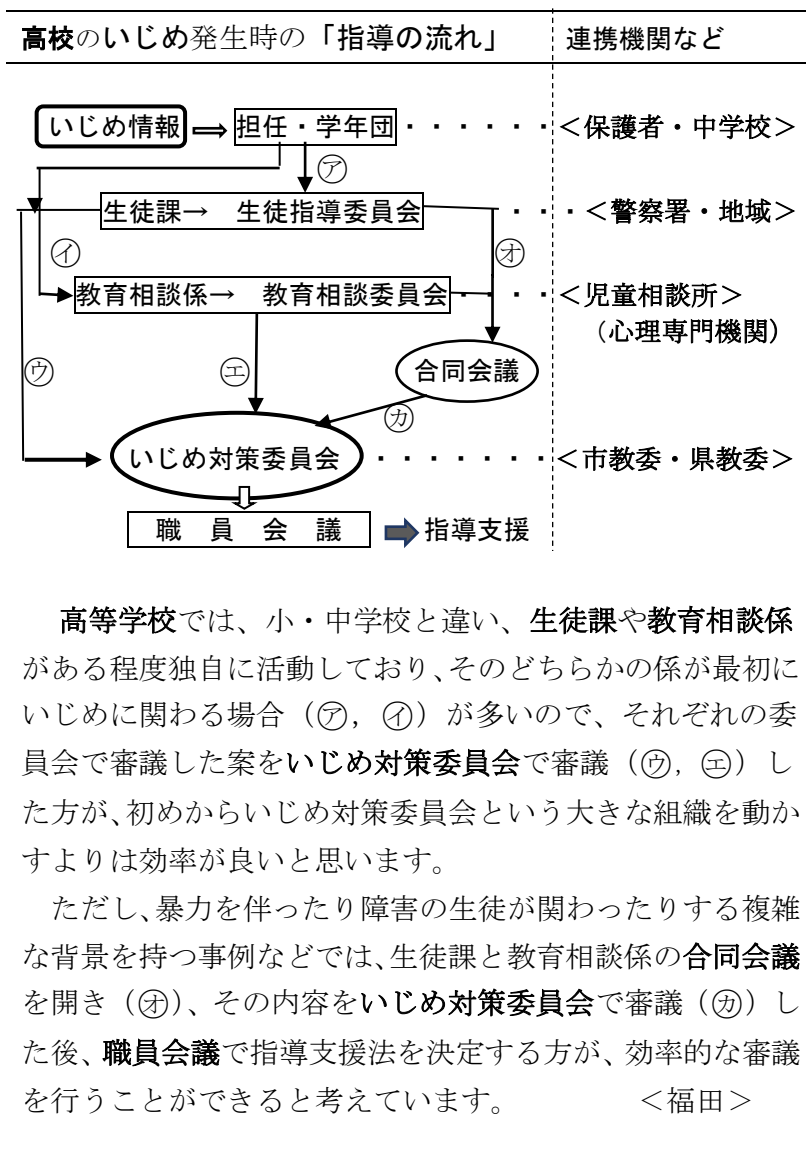 高校のいじめ発生時の「指導の流れ」 連携機関など
いじめ情報 ⇒ 担任・学年団・・・・・・<保護者・中学校>
㋐
生徒課→ 生徒指導委員会 ・・・<警察署・地域>
㋑ ㋔
教育相談係→ 教育相談委員会・・・・<児童相談所>
(心理専門機関)
㋒ ㋓ 合同会議
㋕
いじめ対策委員会 ・・・・・・・<市教委・県教委>
職 員 会 議 ➡ 指導支援
高等学校では、小・中学校と違い、生徒課や教育相談係
がある程度独自に活動しており、そのどちらかの係が最初に
いじめに関わる場合(㋐,㋑)が多いので、それぞれの委
員会で審議した案をいじめ対策委員会で審議(㋒,㋓)し
た方が、初めからいじめ対策委員会という大きな組織を動か
すよりは効率が良いと思います。
ただし、暴力を伴ったり障害の生徒が関わったりする複雑
な背景を持つ事例などでは、生徒課と教育相談係の合同会議
を開き(㋔)、その内容をいじめ対策委員会で審議(㋕)し
た後、職員会議で指導支援法を決定する方が、効率的な審議
を行うことができると考えています。 <福田>